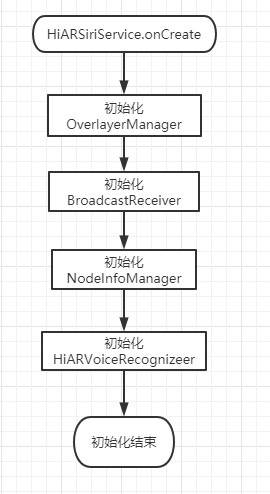 HiARSiriService.onCreate
初始化
OverlayerManager
初始化
BroadcastReceiver
初始化
NodeInfoManager
初始化
HiARVoiceRecognizeer
初始化结束